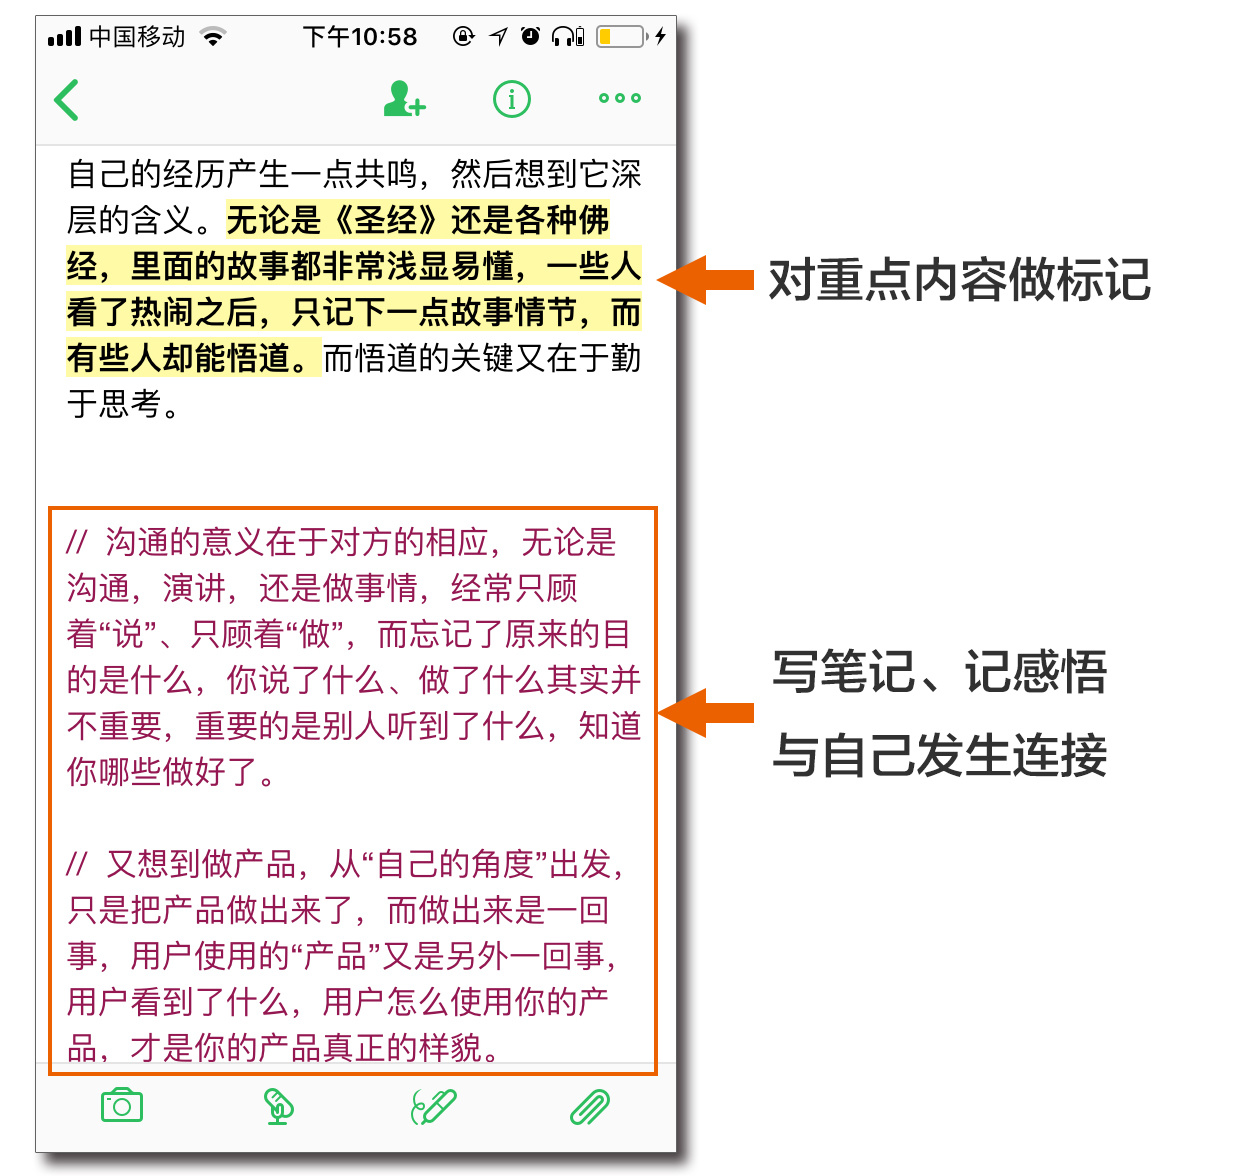 中国移动 下午10:58
自己的经历产生一点共鸣，然后想到它深
层的含义。无论是《圣经》还是各种佛
经，里面的故事都非常浅显易懂，一些人
看了热闹之后，只记下一点故事情节，而
有些人却能悟道。而悟道的关键又在于勤
于思考。
对重点内容做标记
// 沟通的意义在于对方的相应，无论是
沟通，演讲，还是做事情，经常只顾
着“说”、只顾着“做”，而忘记了原来的目
的是什么，你说了什么、做了什么其实并
不重要，重要的是别人听到了什么，知道
你哪些做好了。
// 又想到做产品，从“自己的角度”出发，
只是把产品做出来了，而做出来是一回
事，用户使用的“产品”又是另外一回事，
用户看到了什么，用户怎么使用你的产
品，才是你的产品真正的样貌。
写笔记、记感悟
与自己发生连接